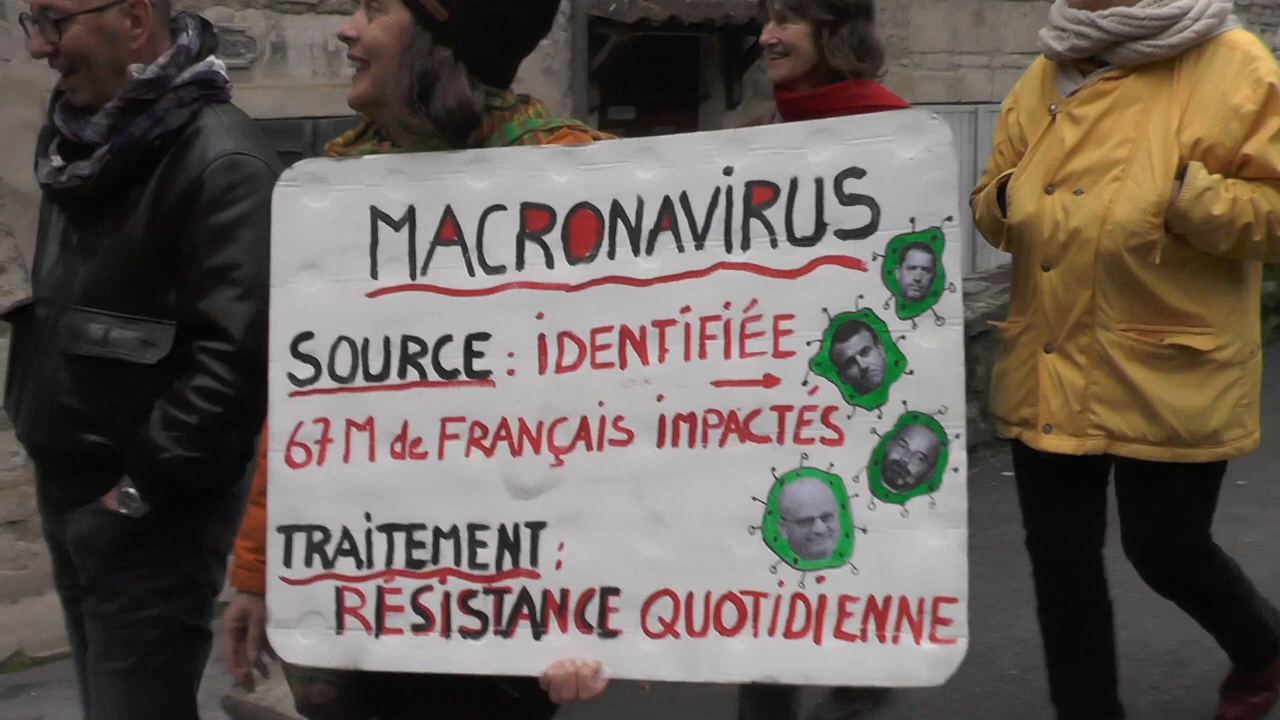 MACRONAVIRUS
SOURCE : IDENTIFIÉE
67 M de FRANÇAIS IMPACTÉS
TRAITEMENT :
RÉSISTANCE QUOTIDIENNE